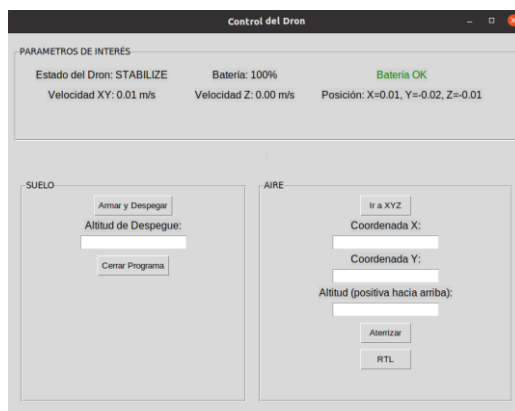 Control del Dron
PARAMETROS DE INTERÉS
Estado del Dron: STABILIZE Batería: 100% Batería OK
Velocidad XY: 0.01 m/s Velocidad Z: 0.00 m/s Posición: X=0.01, Y=-0.02, Z=-0.01
SUELO
Armar y Despegar
Altitud de Despegue:
Cerrar Programa
AIRE
Ir a XYZ
Coordenada X:
Coordenada Y:
Altitud (positiva hacia arriba):
Aterrizar
RTL